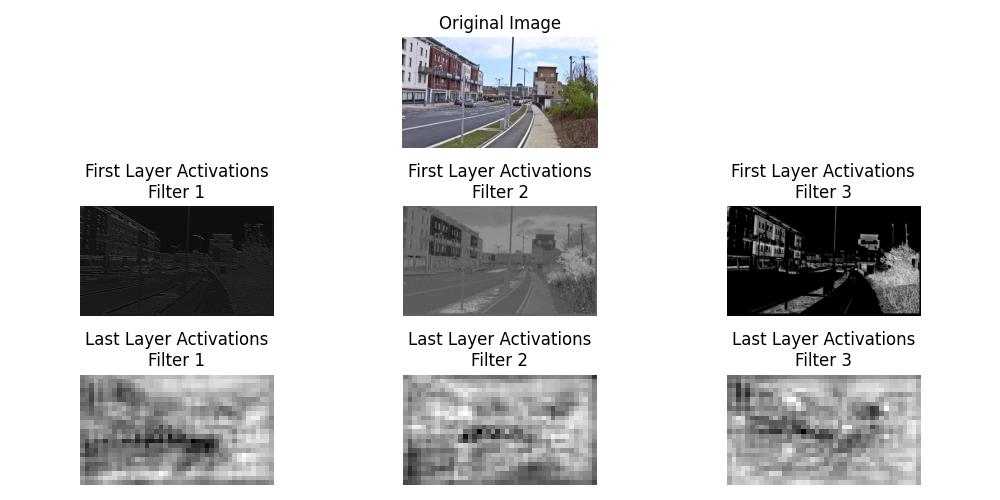 Original Image
First Layer Activations
Filter 1
First Layer Activations
Filter 2
First Layer Activations
Filter 3
Last Layer Activations
Filter 1
Last Layer Activations
Filter 2
Last Layer Activations
Filter 3